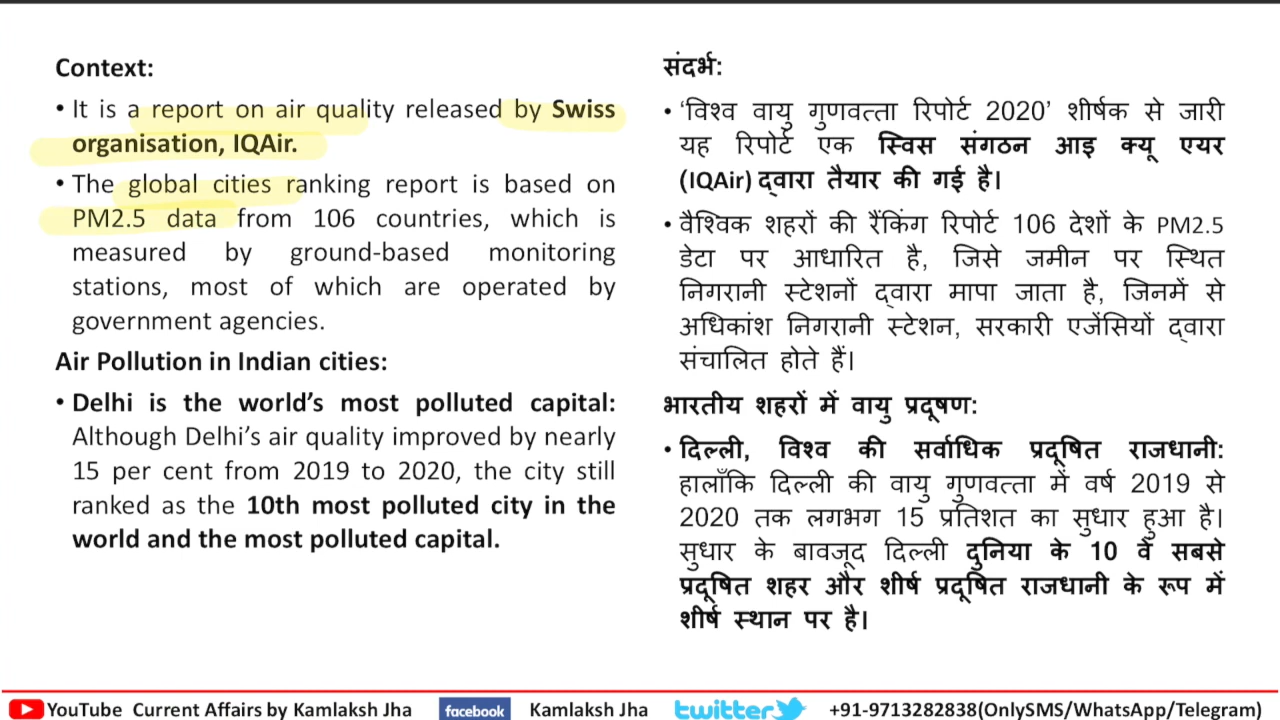 Context:
• It is a report on air quality released by Swiss
organisation, IQAir.
• The global cities ranking report is based on
PM2.5 data from 106 countries, which is
measured by ground-based monitoring
stations, most of which are operated by
government agencies.
Air Pollution in Indian cities:
• Delhi is the world's most polluted capital:
Although Delhi's air quality improved by nearly
15 per cent from 2019 to 2020, the city still
ranked as the 10th most polluted city in the
world and the most polluted capital.
संदर्भ:
• 'विश्व वायु गुणवत्ता रिपोर्ट 2020' शीर्षक से जारी
यह रिपोर्ट एक स्विस संगठन आइ क्यू एयर
(IQAir) द्वारा तैयार की गई है।
• वैश्विक शहरों की रैंकिंग रिपोर्ट 106 देशों के PM2.5
डेटा पर आधारित है, जिसे जमीन पर स्थित
निगरानी स्टेशनों द्वारा मापा जाता है, जिनमें से
अधिकांश निगरानी स्टेशन, सरकारी एजेंसियों द्वारा
संचालित होते हैं।
भारतीय शहरों में वायु प्रदूषण:
• दिल्ली, विश्व की सर्वाधिक प्रदूषित राजधानी:
हालाँकि दिल्ली की वायु गुणवत्ता में वर्ष 2019 से
2020 तक लगभग 15 प्रतिशत का सुधार हुआ है।
सुधार के बावजूद दिल्ली दुनिया के 10 वें सबसे
प्रदूषित शहर और शीर्ष प्रदूषित राजधानी के रूप में
शीर्ष स्थान पर है।
YouTube Current Affairs by Kamlaksh Jha facebook Kamlaksh Jha twitter +91-9713282838(OnlySMS/WhatsApp/Telegram)